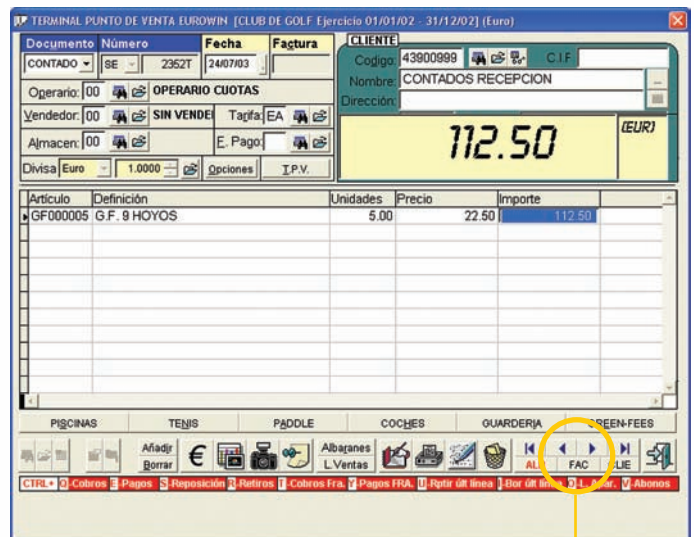 TERMINAL PUNTO DE VENTA EUROWIN [CLUB DE GOLF Ejercicio 01/01/02 - 31/12/02] (Euro)
Documento Número Fecha Factura
CONTADO SE 2352T 24/07/03
Operario: 00 OPERARIO CUOTAS
Vendedor: 00 SIN VENDE Tarifa: EA
Almacen: 00 E. Pago:
Divisa Euro 1.0000 Opciones T.P.V.
CLIENTE
Codigo: 43900999 C.I.F
Nombre: CONTADOS RECEPCION
Dirección:
112.50 (EUR)
Artículo Definición Unidades Precio Importe
GF000005 G.F. 9 HOYOS 5.00 22.50 112.50
PISCINAS TENIS PADDLE COCHES GUARDERIA GREEN-FEES
Añadir Borrar € Albaranes L.Ventas AL FAC CLIE
CTRL+ Q-Cobros E-Pagos S-Reposición R-Retiros T-Cobros Fra. Y-Pagos FRA. U-Rptir últ línea I-Bor últ línea O-L. Apar. V-Abonos